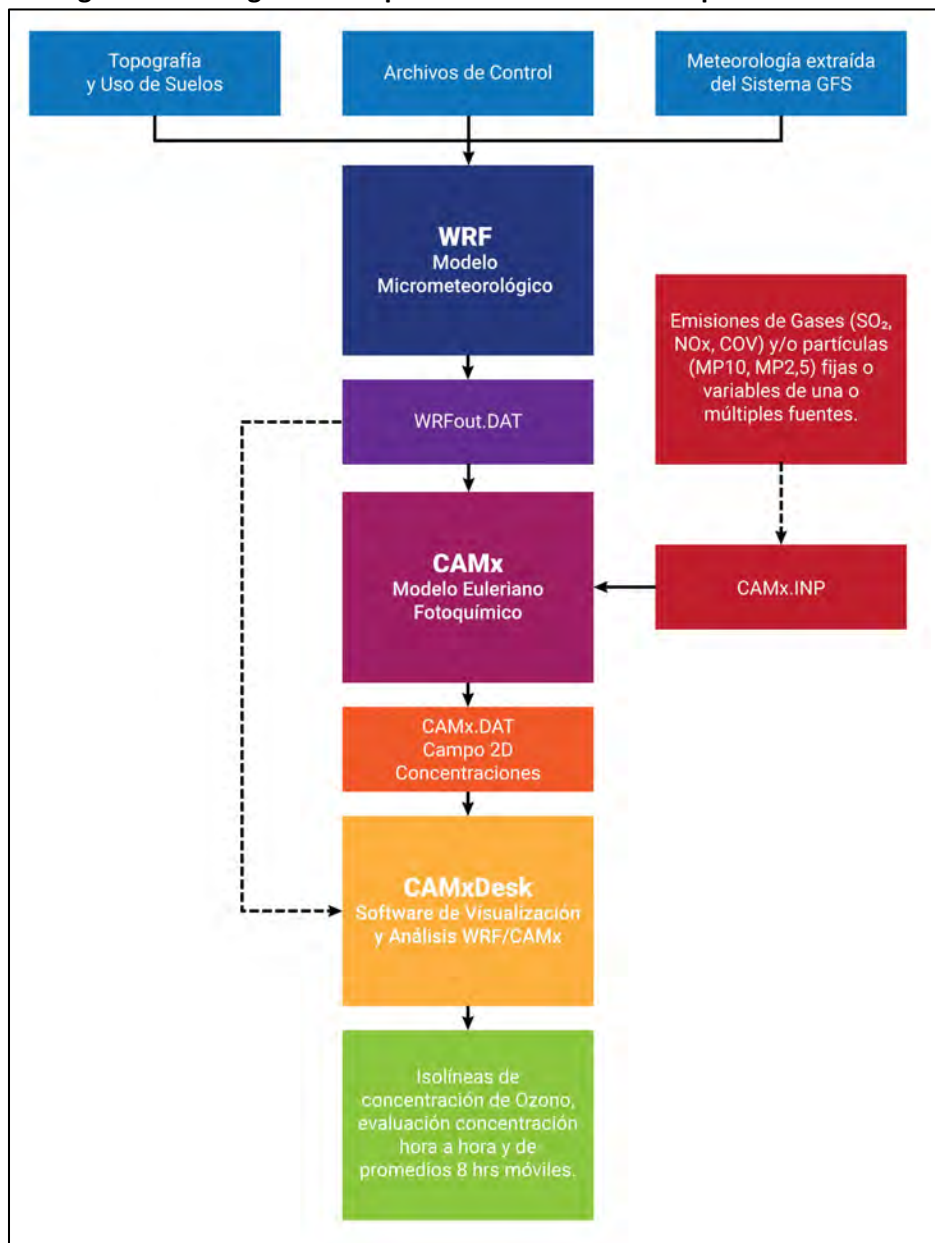 Topografía
y Uso de Suelos
Archivos de Control
Meteorología extraída
del Sistema GFS
WRF
Modelo
Micrometeorológico
Emisiones de Gases (SO₂,
NOx, COV) y/o partículas
(MP10, MP2,5) fijas o
variables de una o
múltiples fuentes.
WRFout.DAT
CAMx
Modelo Euleriano
Fotoquímico
CAMx.INP
CAMx.DAT
Campo 2D
Concentraciones
CAMxDesk
Software de Visualización
y Análisis WRF/CAMx
Isolíneas de
concentración de Ozono,
evaluación concentración
hora a hora y de
promedios 8 hrs móviles.